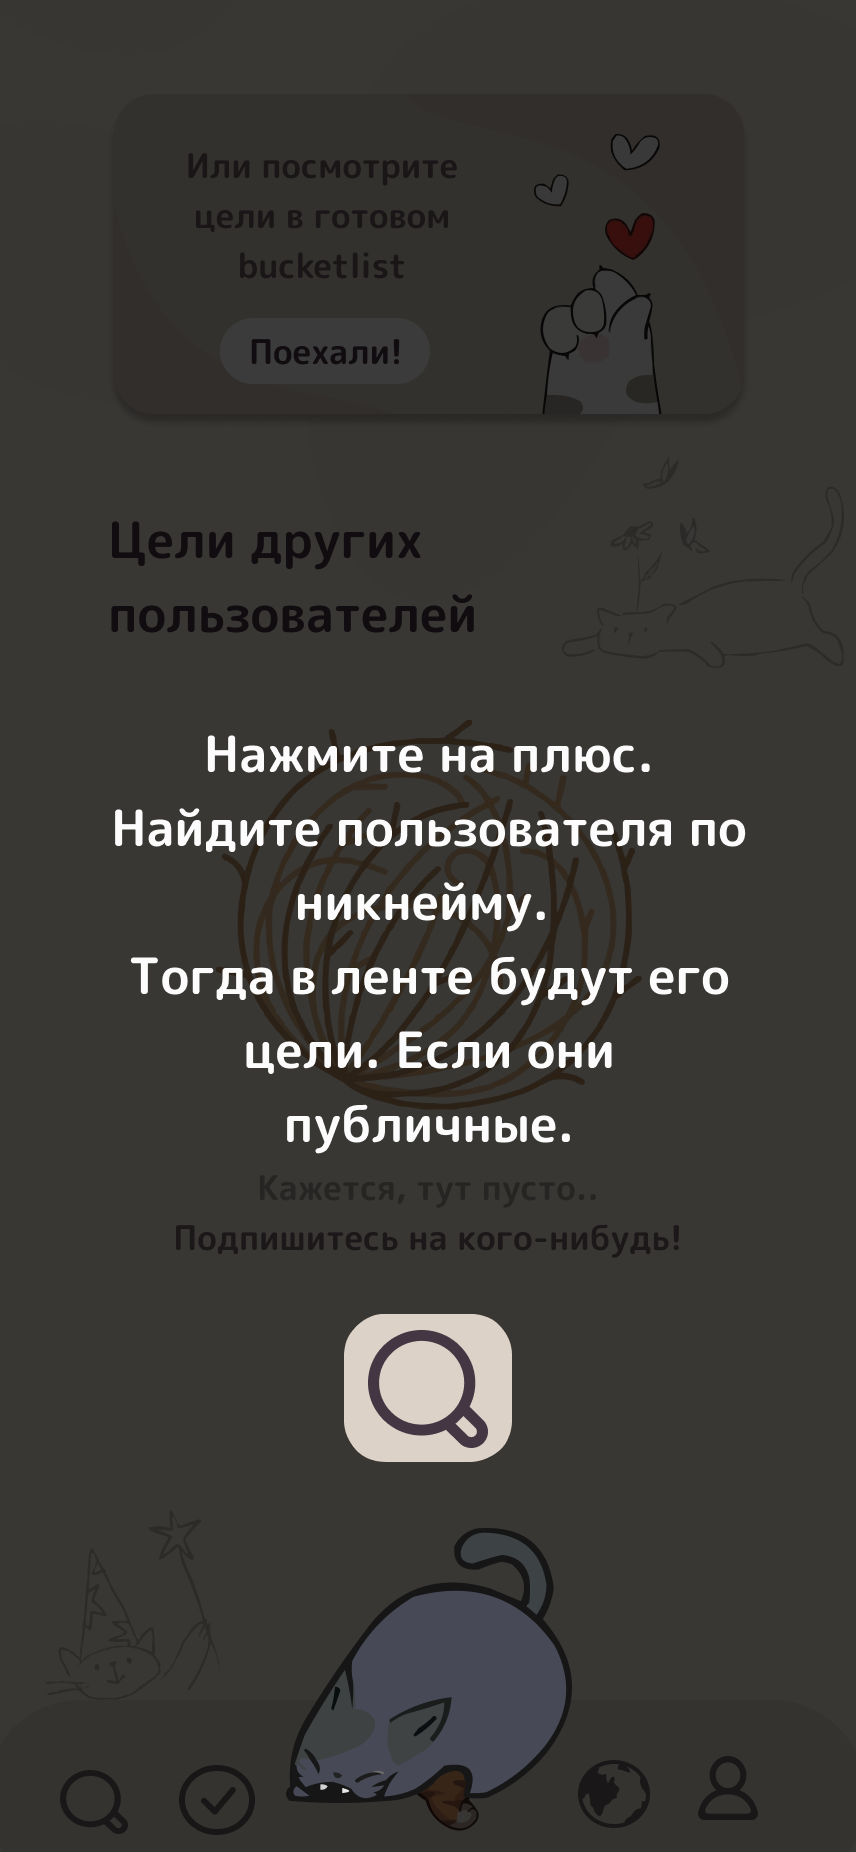 Или посмотрите
цели в готовом
bucketlist
Поехали!
Цели других
пользователей
Нажмите на плюс.
Найдите пользователя по
никнейму.
Тогда в ленте будут его
цели. Если они
публичные.
Кажется, тут пусто..
Подпишитесь на кого-нибудь!